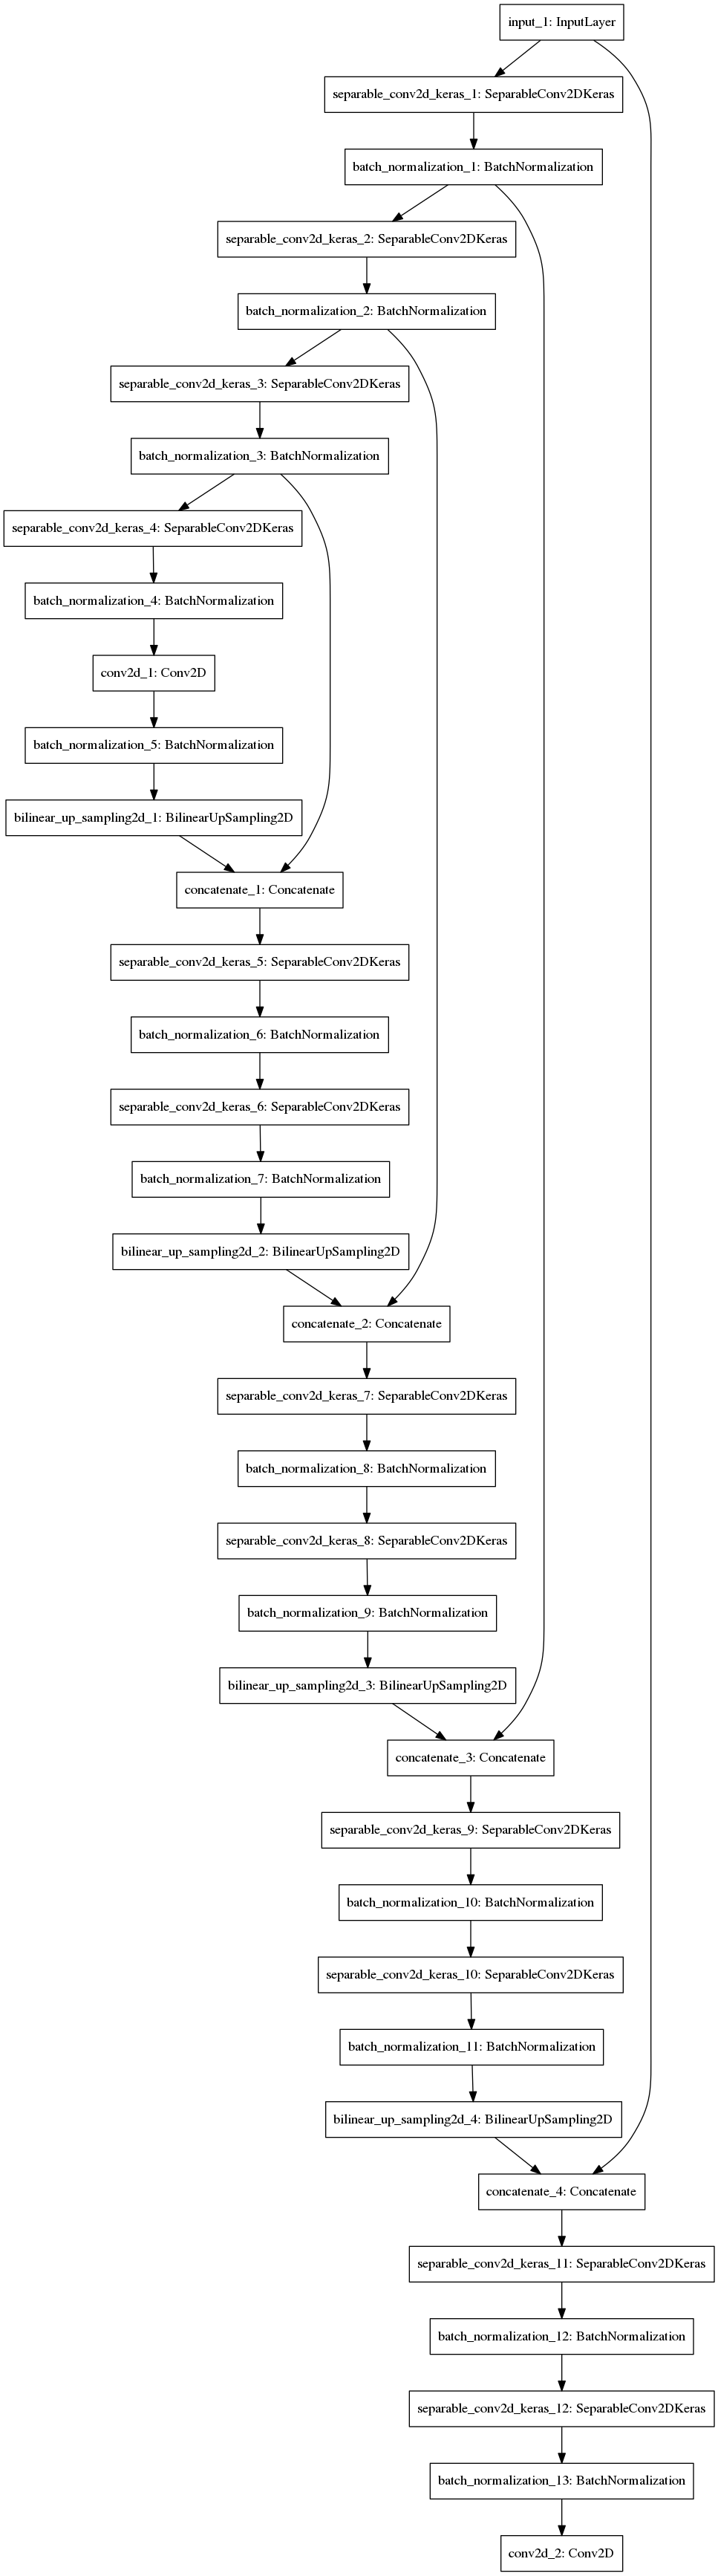 input_1: InputLayer
separable_conv2d_keras_1: SeparableConv2DKeras
batch_normalization_1: BatchNormalization
separable_conv2d_keras_2: SeparableConv2DKeras
batch_normalization_2: BatchNormalization
separable_conv2d_keras_3: SeparableConv2DKeras
batch_normalization_3: BatchNormalization
separable_conv2d_keras_4: SeparableConv2DKeras
batch_normalization_4: BatchNormalization
conv2d_1: Conv2D
batch_normalization_5: BatchNormalization
bilinear_up_sampling2d_1: BilinearUpSampling2D
concatenate_1: Concatenate
separable_conv2d_keras_5: SeparableConv2DKeras
batch_normalization_6: BatchNormalization
separable_conv2d_keras_6: SeparableConv2DKeras
batch_normalization_7: BatchNormalization
bilinear_up_sampling2d_2: BilinearUpSampling2D
concatenate_2: Concatenate
separable_conv2d_keras_7: SeparableConv2DKeras
batch_normalization_8: BatchNormalization
separable_conv2d_keras_8: SeparableConv2DKeras
batch_normalization_9: BatchNormalization
bilinear_up_sampling2d_3: BilinearUpSampling2D
concatenate_3: Concatenate
separable_conv2d_keras_9: SeparableConv2DKeras
batch_normalization_10: BatchNormalization
separable_conv2d_keras_10: SeparableConv2DKeras
batch_normalization_11: BatchNormalization
bilinear_up_sampling2d_4: BilinearUpSampling2D
concatenate_4: Concatenate
separable_conv2d_keras_11: SeparableConv2DKeras
batch_normalization_12: BatchNormalization
separable_conv2d_keras_12: SeparableConv2DKeras
batch_normalization_13: BatchNormalization
conv2d_2: Conv2D